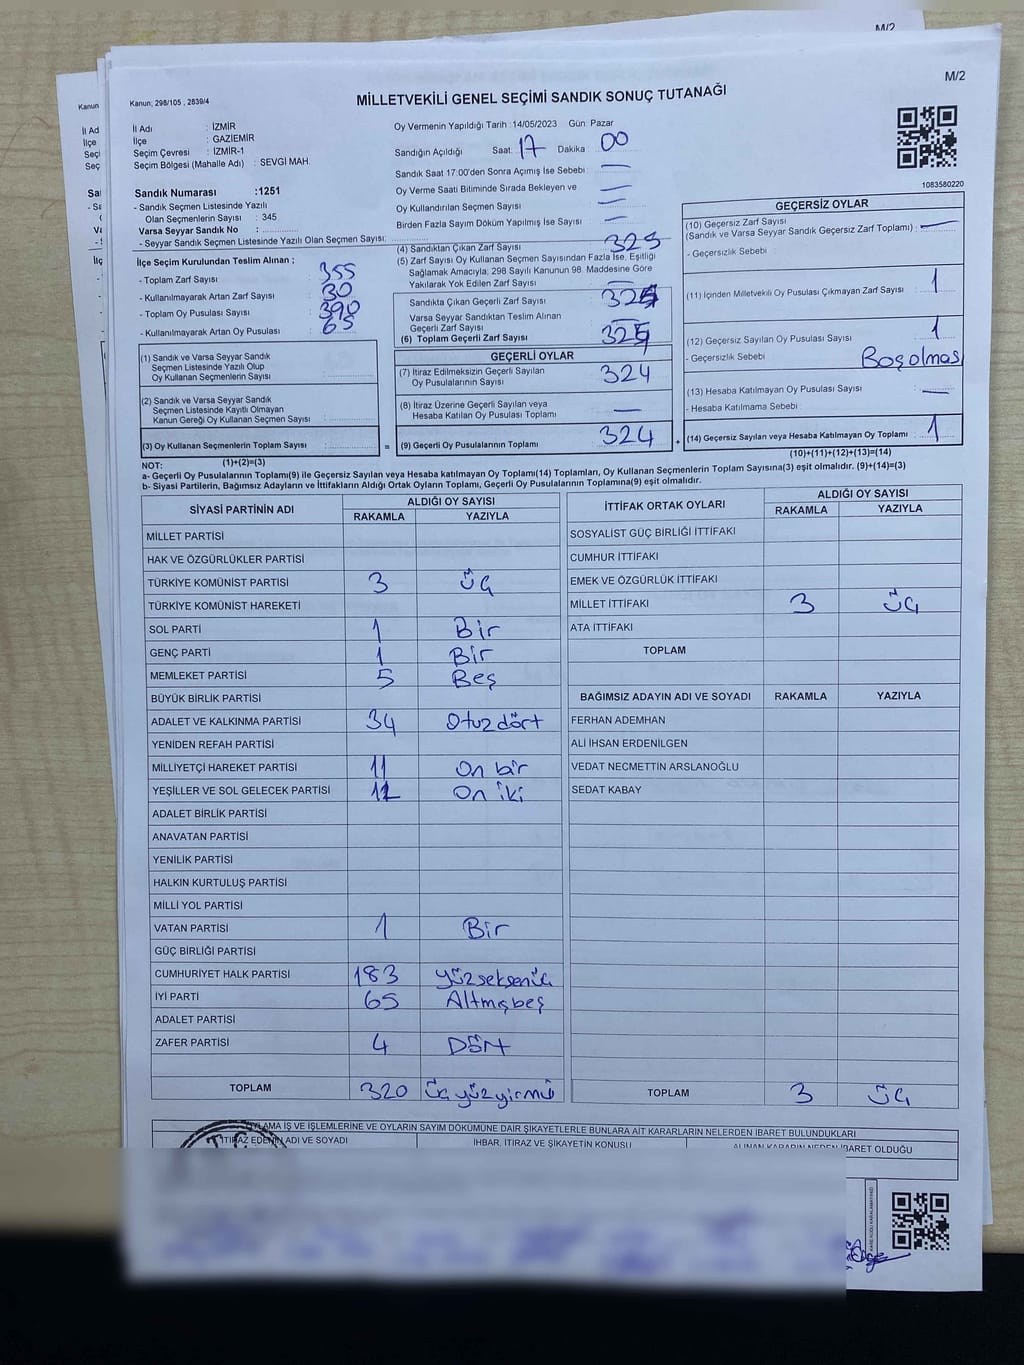 M/2
Kanun; 298/105 , 2839/4
MİLLETVEKİLİ GENEL SEÇİMİ SANDIK SONUÇ TUTANAĞI
M/2
İl Adı : İZMİR
İlçe : GAZİEMİR
Seçim Çevresi : İZMİR-1
Seçim Bölgesi (Mahalle Adı) : SEVGİ MAH.
Sandık Numarası :1251
- Sandık Seçmen Listesinde Yazılı
Olan Seçmenlerin Sayısı : 345
Varsa Seyyar Sandık No :
- Seyyar Sandık Seçmen Listesinde Yazılı Olan Seçmen Sayısı:
İlçe Seçim Kurulundan Teslim Alınan ;
- Toplam Zarf Sayısı : 355
- Kullanılmayarak Artan Zarf Sayısı : 30
- Toplam Oy Pusulası Sayısı : 390
- Kullanılmayarak Artan Oy Pusulası : 65
Oy Vermenin Yapıldığı Tarih :14/05/2023 Gün: Pazar
Sandığın Açıldığı Saat: 17 Dakika : 00
Sandık Saat 17:00'den Sonra Açımış İse Sebebi : —
Oy Verme Saati Bitiminde Sırada Bekleyen ve
Oy Kullandırılan Seçmen Sayısı : —
Birden Fazla Sayım Döküm Yapılmış İse Sayısı : —
(4) Sandıktan Çıkan Zarf Sayısı : 325
(5) Zarf Sayısı Oy Kullanan Seçmen Sayısından Fazla İse, Eşitliği
Sağlamak Amacıyla; 298 Sayılı Kanunun 98. Maddesine Göre
Yakılarak Yok Edilen Zarf Sayısı : —
Sandıkta Çıkan Geçerli Zarf Sayısı :
Varsa Seyyar Sandıktan Teslim Alınan
Geçerli Zarf Sayısı : —
(6) Toplam Geçerli Zarf Sayısı :
1083580220
GEÇERSİZ OYLAR
(10) Geçersiz Zarf Sayısı
(Sandık ve Varsa Seyyar Sandık Geçersiz Zarf Toplamı) : —
- Geçersizlik Sebebi
(11) İçinden Milletvekili Oy Pusulası Çıkmayan Zarf Sayısı : 1
(12) Geçersiz Sayılan Oy Pusulası Sayısı : 1
- Geçersizlik Sebebi Boş olması
(13) Hesaba Katılmayan Oy Pusulası Sayısı : —
- Hesaba Katılmama Sebebi
(14) Geçersiz Sayılan veya Hesaba Katılmayan Oy Toplamı : 1
(10)+(11)+(12)+(13)=(14)
(1) Sandık ve Varsa Seyyar Sandık
Seçmen Listesinde Yazılı Olup
Oy Kullanan Seçmenlerin Sayısı :
(2) Sandık ve Varsa Seyyar Sandık
Seçmen Listesinde Kayıtlı Olmayan
Kanun Gereği Oy Kullanan Seçmen Sayısı :
(3) Oy Kullanan Seçmenlerin Toplam Sayısı :
(1)+(2)=(3)
GEÇERLİ OYLAR
(7) İtiraz Edilmeksizin Geçerli Sayılan
Oy Pusulalarının Sayısı : 324
(8) İtiraz Üzerine Geçerli Sayılan veya
Hesaba Katılan Oy Pusulası Toplamı : —
= (9) Geçerli Oy Pusulalarının Toplamı : 324 +
NOT:
a- Geçerli Oy Pusulalarının Toplamı(9) ile Geçersiz Sayılan veya Hesaba katılmayan Oy Toplamı(14) Toplamları, Oy Kullanan Seçmenlerin Toplam Sayısına(3) eşit olmalıdır. (9)+(14)=(3)
b- Siyasi Partilerin, Bağımsız Adayların ve İttifakların Aldığı Ortak Oyların Toplamı, Geçerli Oy Pusulalarının Toplamına(9) eşit olmalıdır.
SİYASİ PARTİNİN ADI ALDIĞI OY SAYISI
RAKAMLA YAZIYLA
MİLLET PARTİSİ
HAK VE ÖZGÜRLÜKLER PARTİSİ
TÜRKİYE KOMÜNİST PARTİSİ 3 üç
TÜRKİYE KOMÜNİST HAREKETİ
SOL PARTİ 1 Bir
GENÇ PARTİ 1 Bir
MEMLEKET PARTİSİ 5 Beş
BÜYÜK BİRLİK PARTİSİ
ADALET VE KALKINMA PARTİSİ 34 Otuz dört
YENİDEN REFAH PARTİSİ
MİLLİYETÇİ HAREKET PARTİSİ 11 On bir
YEŞİLLER VE SOL GELECEK PARTİSİ 12 On iki
ADALET BİRLİK PARTİSİ
ANAVATAN PARTİSİ
YENİLİK PARTİSİ
HALKIN KURTULUŞ PARTİSİ
MİLLİ YOL PARTİSİ
VATAN PARTİSİ 1 Bir
GÜÇ BİRLİĞİ PARTİSİ
CUMHURİYET HALK PARTİSİ 183 yüzseksenüç
İYİ PARTİ 65 Altmışbeş
ADALET PARTİSİ
ZAFER PARTİSİ 4 Dört
TOPLAM 320 üçyüzyirmi
İTTİFAK ORTAK OYLARI ALDIĞI OY SAYISI
RAKAMLA YAZIYLA
SOSYALİST GÜÇ BİRLİĞİ İTTİFAKI
CUMHUR İTTİFAKI
EMEK VE ÖZGÜRLÜK İTTİFAKI
MİLLET İTTİFAKI 3 üç
ATA İTTİFAKI
TOPLAM
BAĞIMSIZ ADAYIN ADI VE SOYADI RAKAMLA YAZIYLA
FERHAN ADEMHAN
ALİ İHSAN ERDENİLGEN
VEDAT NECMETTİN ARSLANOĞLU
SEDAT KABAY
TOPLAM 3 üç
OYLAMA İŞ VE İŞLEMLERİNE VE OYLARIN SAYIM DÖKÜMÜNE DAİR ŞİKAYETLERLE BUNLARA AİT KARARLARIN NELERDEN İBARET BULUNDUKLARI
İTİRAZ EDENİN ADI VE SOYADI İHBAR, İTİRAZ VE ŞİKAYETİN KONUSU ALINAN KARARIN NEDEN İBARET OLDUĞU